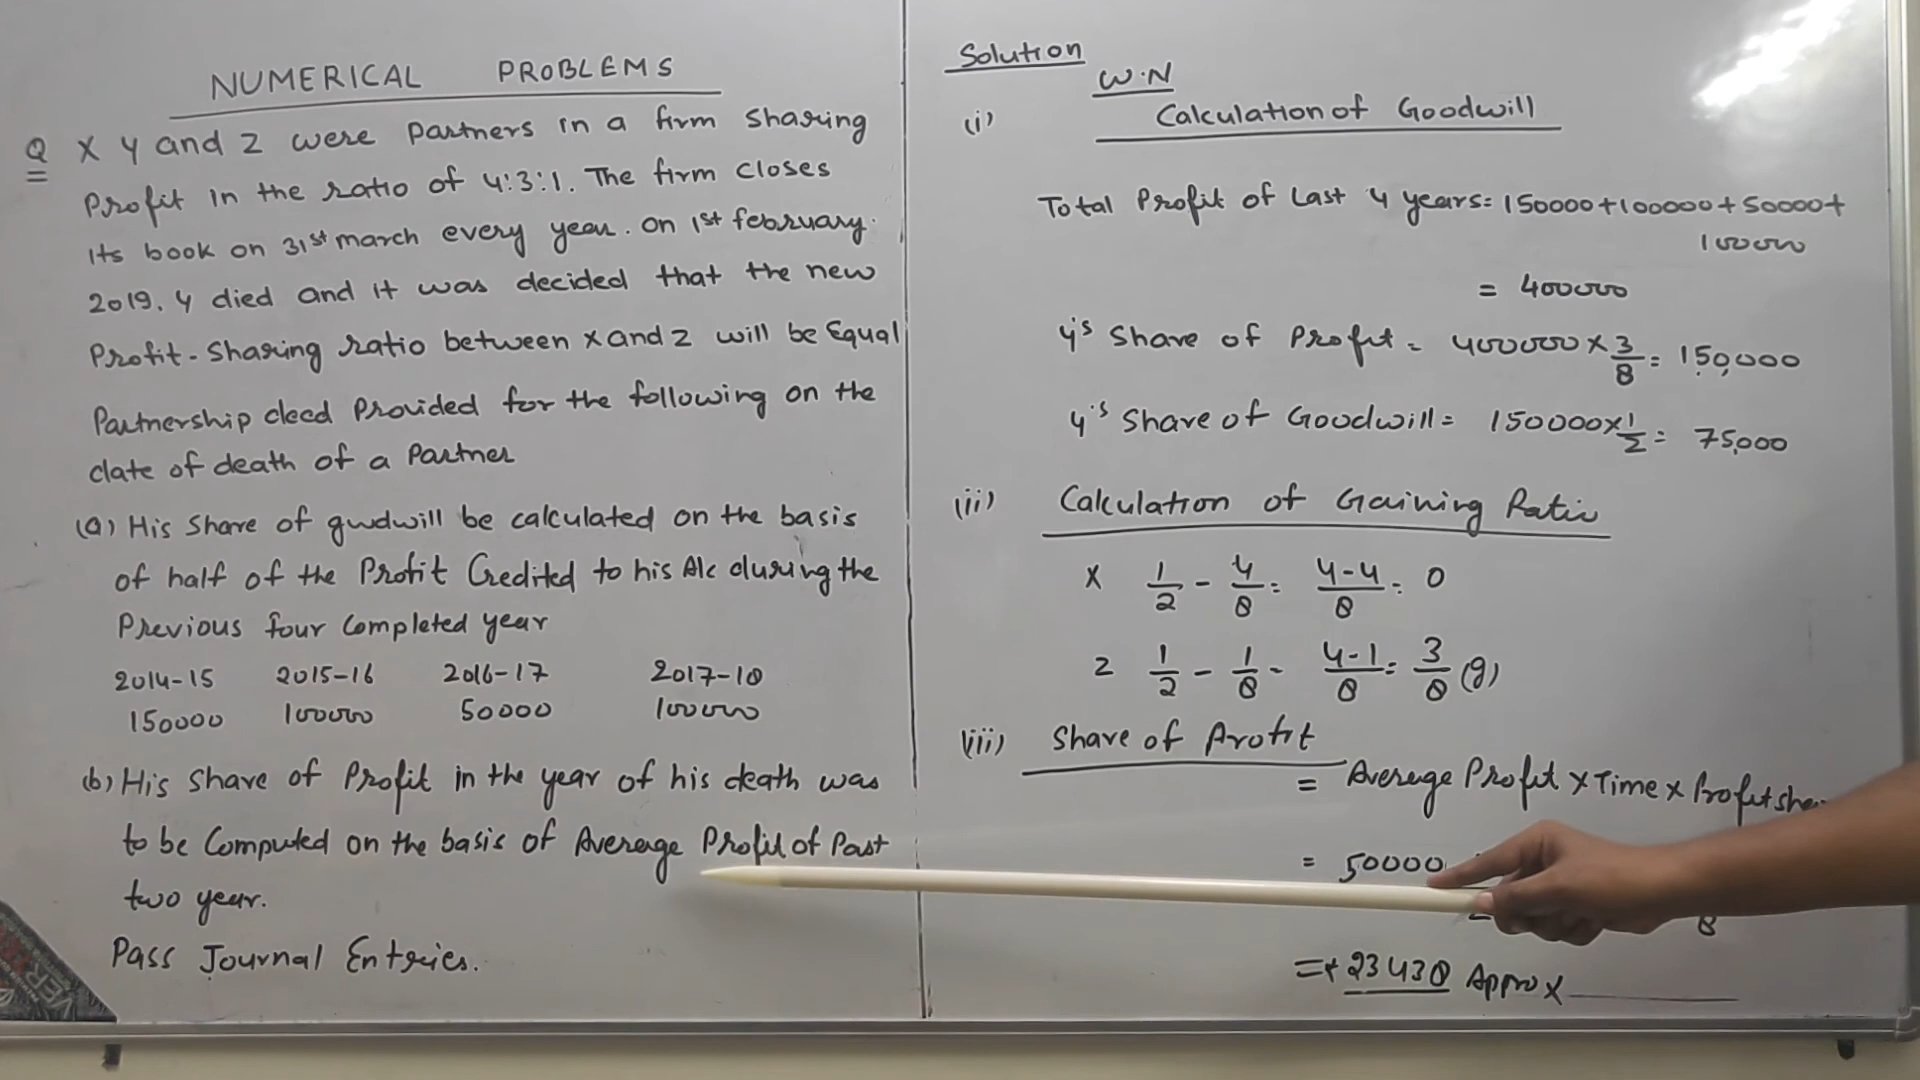 NUMERICAL PROBLEMS
Q X Y and Z were Partners in a firm Sharing
Profit in the ratio of 4:3:1. The firm closes
its book on 31st march every year. on 1st february
2019, Y died and it was decided that the new
Profit-Sharing ratio between X and Z will be Equal
Partnership deed Provided for the following on the
date of death of a Partner
(a) His Share of goodwill be calculated on the basis
of half of the Profit Credited to his A/c during the
Previous four Completed year
2014-15 2015-16 2016-17 2017-18
150000 100000 50000 100000
(b) His Share of Profit in the year of his death was
to be Computed on the basis of Average Profit of Past
two year.
Pass Journal Entries.
Solution
W.N
(i) Calculation of Goodwill
Total Profit of Last 4 years = 150000+100000+50000+
100000
= 400000
Y's Share of Profit = 400000 x 3/8 = 150,000
Y's Share of Goodwill = 150000 x 1/2 = 75,000
(ii) Calculation of Gaining Ratio
X 1/2 - 4/8 = 4-4/8 = 0
Z 1/2 - 1/8 = 4-1/8 = 3/8 (g)
(iii) Share of Profit
= Average Profit x Time x Profit
= 50000
8
= 23438 Approx